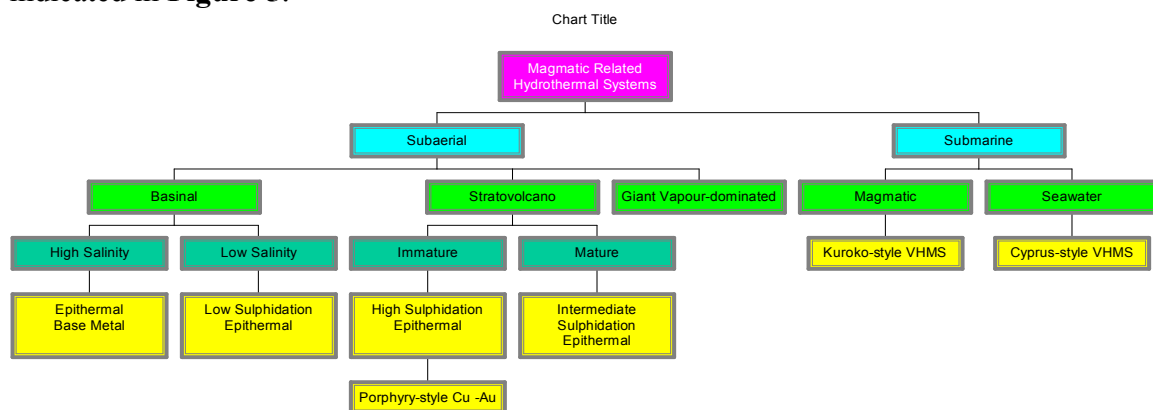 indicated in Figure 3.
Chart Title
Magmatic Related
Hydrothermal Systems
Subaerial
Submarine
Basinal
Stratovolcano
Giant Vapour-dominated
Magmatic
Seawater
High Salinity
Low Salinity
Immature
Mature
Kuroko-style VHMS
Cyprus-style VHMS
Epithermal
Base Metal
Low Sulphidation
Epithermal
High Sulphidation
Epithermal
Intermediate
Sulphidation
Epithermal
Porphyry-style Cu -Au